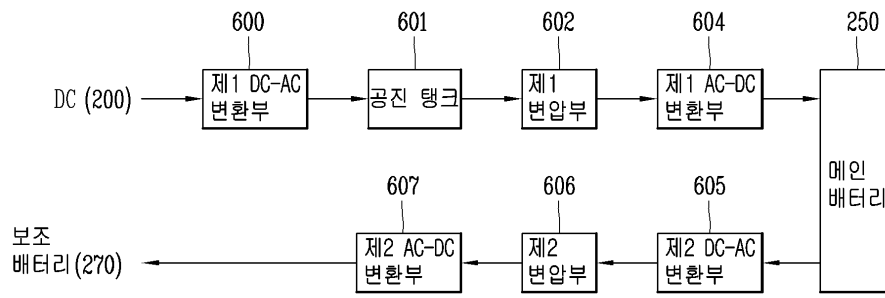 600
601
602
604
250
DC (200)
제1 DC-AC
변환부
공진 탱크
제1
변압부
제1 AC-DC
변환부
메인
배터리
607
606
605
보조
배터리(270)
제2 AC-DC
변환부
제2
변압부
제2 DC-AC
변환부